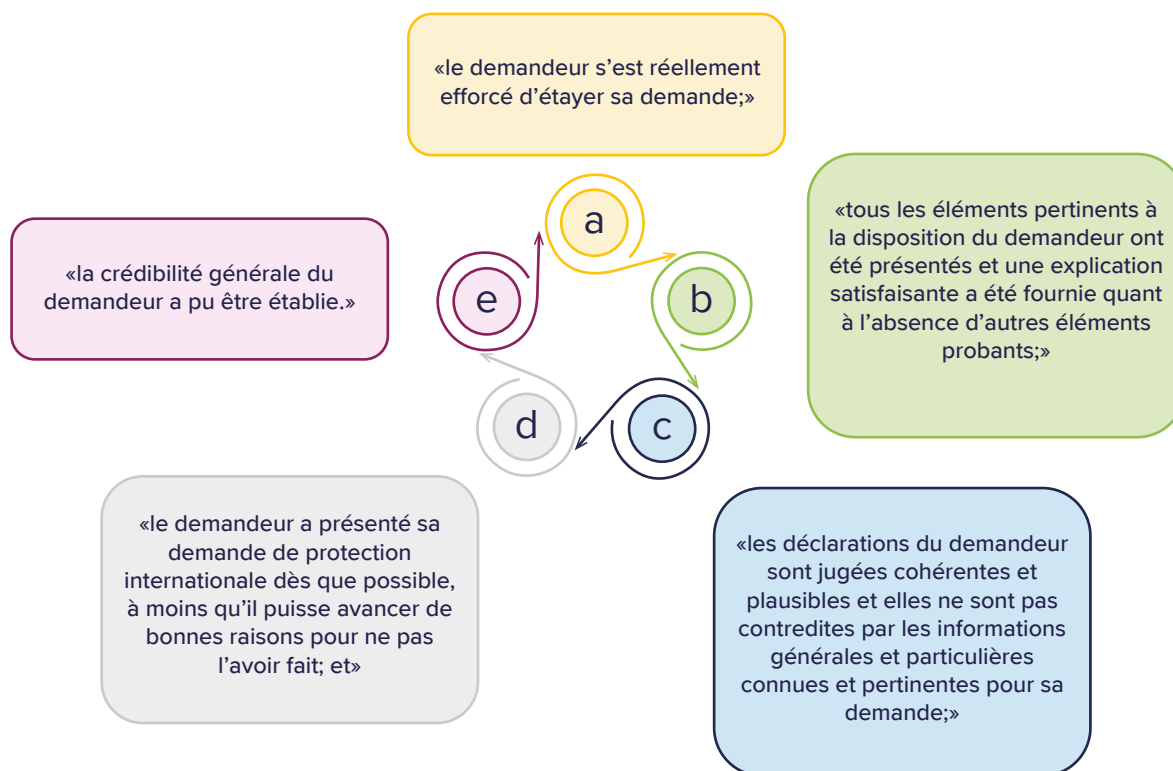 «le demandeur s’est réellement
efforcé d’étayer sa demande;»
a
«tous les éléments pertinents à
la disposition du demandeur ont
été présentés et une explication
satisfaisante a été fournie quant
à l’absence d’autres éléments
probants;»
b
«la crédibilité générale du
demandeur a pu être établie.»
e
d
c
«le demandeur a présenté sa
demande de protection
internationale dès que possible,
à moins qu’il puisse avancer de
bonnes raisons pour ne pas
l’avoir fait; et»
«les déclarations du demandeur
sont jugées cohérentes et
plausibles et elles ne sont pas
contredites par les informations
générales et particulières
connues et pertinentes pour sa
demande;»